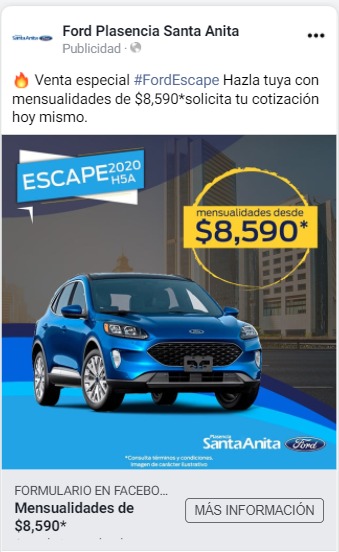 Ford Plasencia Santa Anita
Publicidad ·
SantaAnita Ford
🔥 Venta especial #FordEscape Hazla tuya con
mensualidades de $8,590*solicita tu cotización
hoy mismo.
ESCAPE 2020
H5A
mensualidades desde
$8,590*
Plasencia
SantaAnita Ford
*Consulta términos y condiciones.
Imagen de carácter ilustrativo
FORMULARIO EN FACEBO...
Mensualidades de
$8,590*
MÁS INFORMACIÓN